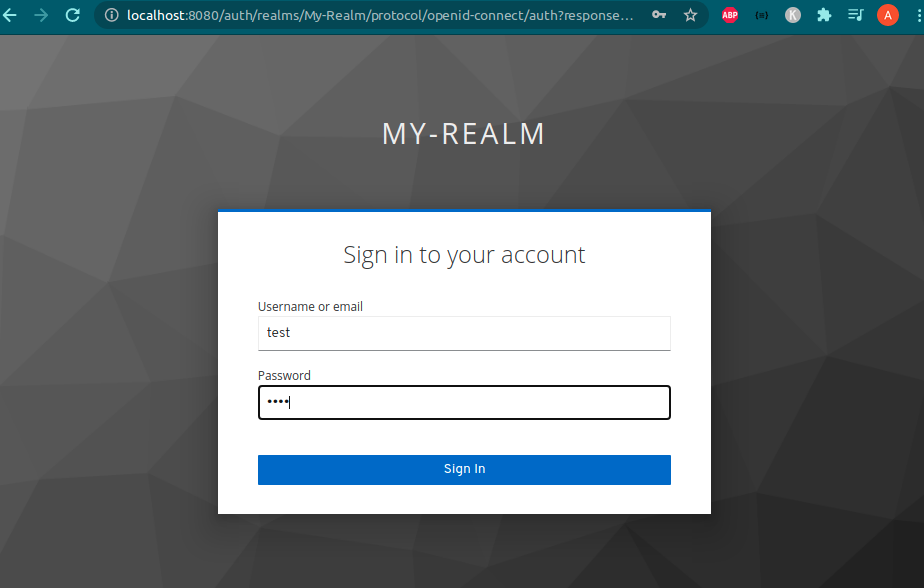 localhost:8080/auth/realms/My-Realm/protocol/openid-connect/auth?response...
ABP
K
A
MY-REALM
Sign in to your account
Username or email
test
Password
••••
Sign In